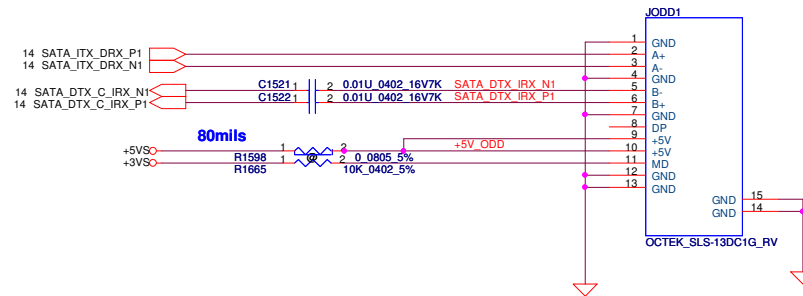 JODD1
14 SATA_ITX_DRX_P1
14 SATA_ITX_DRX_N1
14 SATA_DTX_C_IRX_N1
14 SATA_DTX_C_IRX_P1
C1521 1 2 0.01U_0402_16V7K SATA_DTX_IRX_N1
C1522 1 2 0.01U_0402_16V7K SATA_DTX_IRX_P1
80mils
+5VS
+3VS
R1598 1 2 0_0805_5%
@
R1665 1 2 10K_0402_5%
+5V_ODD
1 GND
2 A+
3 A-
4 GND
5 B-
6 B+
7 GND
8 DP
9 +5V
10 +5V
11 MD
12 GND
13 GND
GND 15
GND 14
OCTEK_SLS-13DC1G_RV